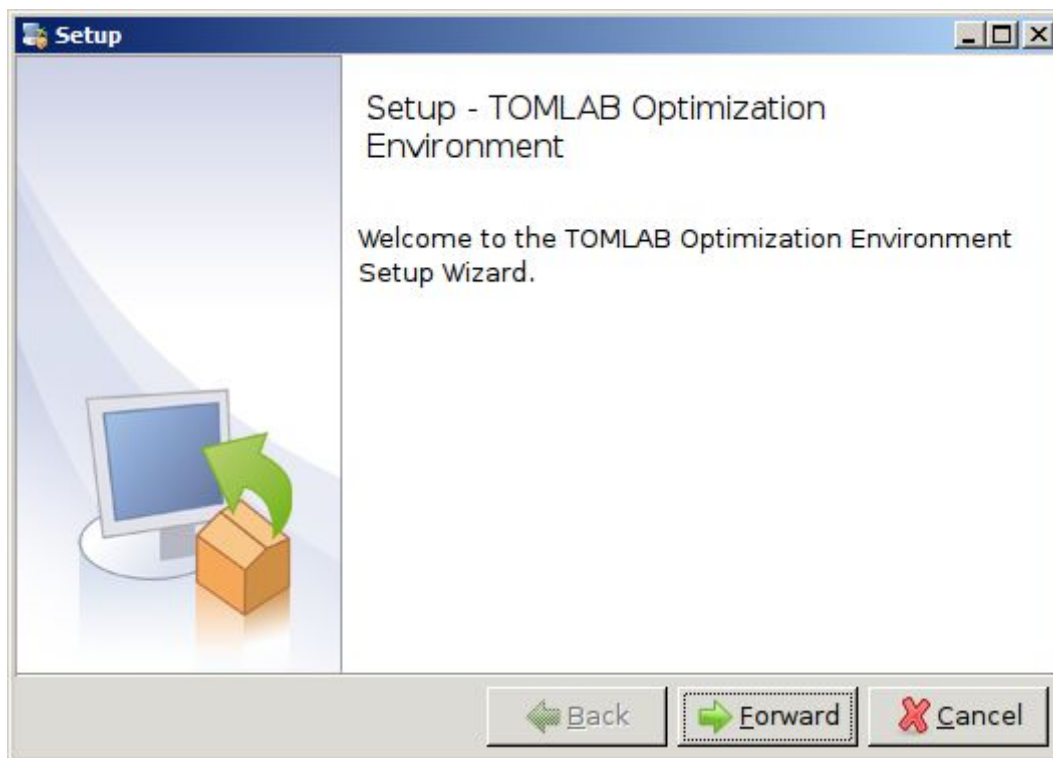 Setup
Setup - TOMLAB Optimization
Environment
Welcome to the TOMLAB Optimization Environment
Setup Wizard.
Back
Forward
Cancel